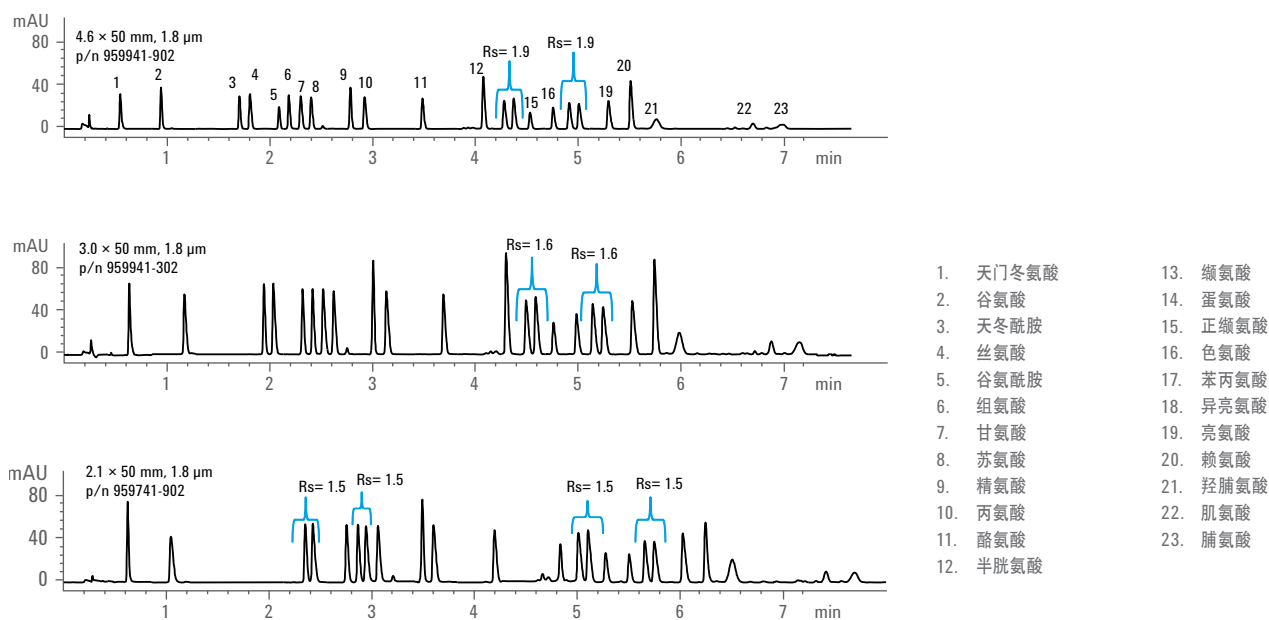 mAU
4.6 × 50 mm, 1.8 µm
p/n 959941-902
80
40
0
1
2
3
4
5
6
7
8
9
10
11
12
Rs= 1.9
15
16
Rs= 1.9
19
20
21
22
23
1 2 3 4 5 6 7 min
mAU
3.0 × 50 mm, 1.8 µm
p/n 959941-302
80
40
0
Rs= 1.6
Rs= 1.6
1 2 3 4 5 6 7 min
mAU
2.1 × 50 mm, 1.8 µm
p/n 959741-902
80
40
0
Rs= 1.5
Rs= 1.5
Rs= 1.5
Rs= 1.5
1 2 3 4 5 6 7 min
1. 天门冬氨酸
2. 谷氨酸
3. 天冬酰胺
4. 丝氨酸
5. 谷氨酰胺
6. 组氨酸
7. 甘氨酸
8. 苏氨酸
9. 精氨酸
10. 丙氨酸
11. 酪氨酸
12. 半胱氨酸
13. 缬氨酸
14. 蛋氨酸
15. 正缬氨酸
16. 色氨酸
17. 苯丙氨酸
18. 异亮氨酸
19. 亮氨酸
20. 赖氨酸
21. 羟脯氨酸
22. 肌氨酸
23. 脯氨酸